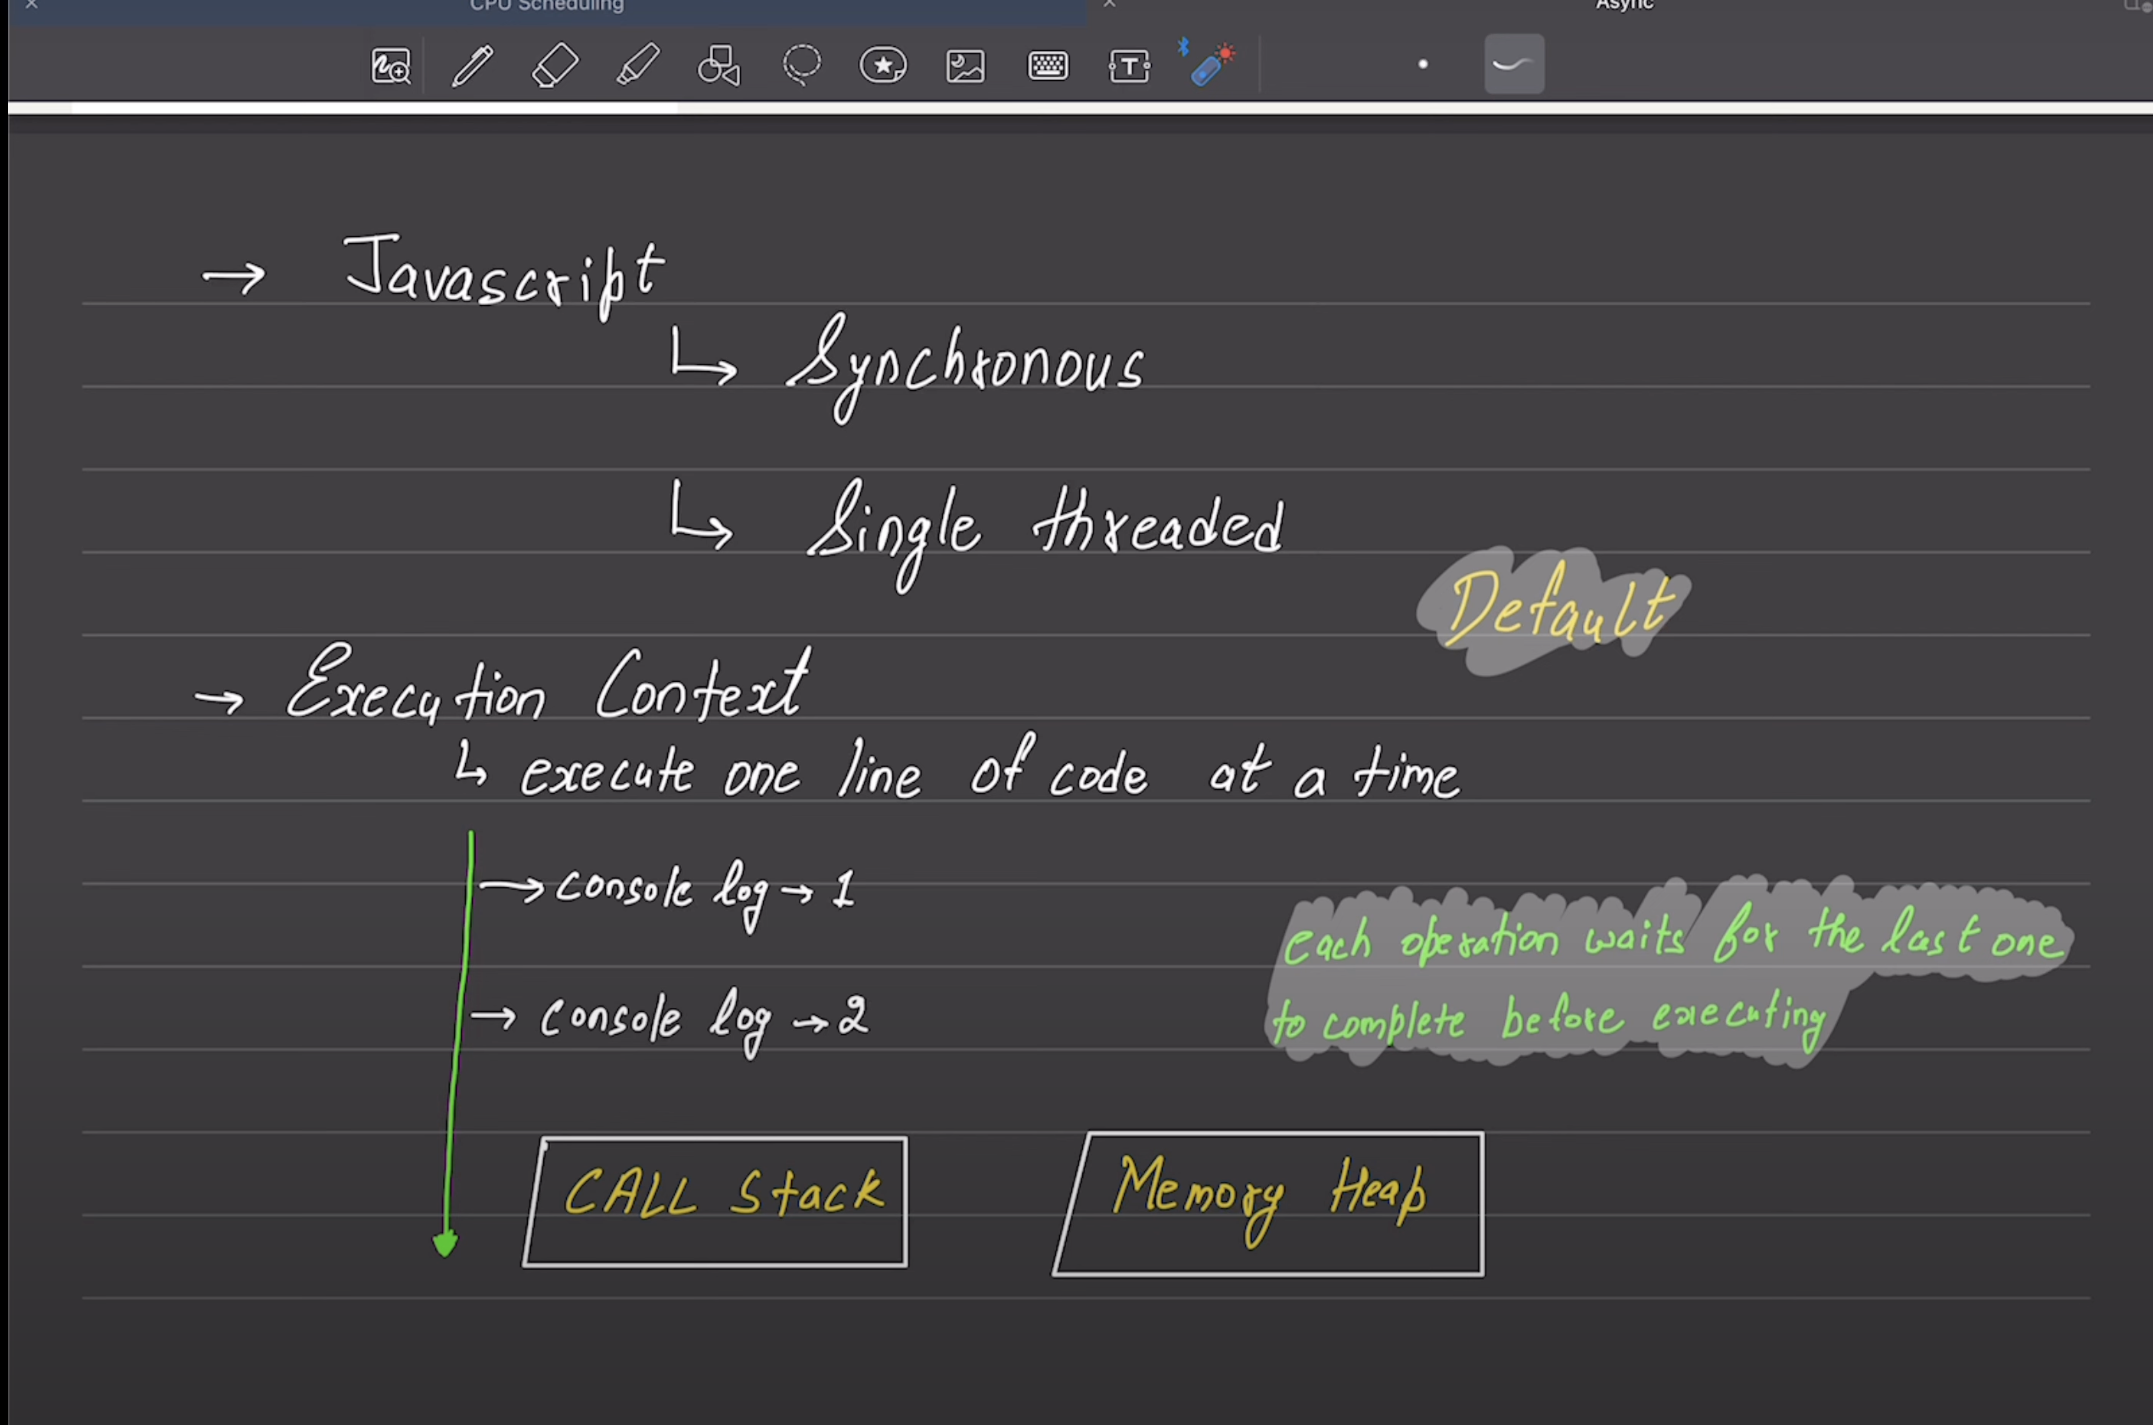 CPU Scheduling
Async
T
→ Javascript
↳ Synchronous
↳ Single threaded
Default
→ Execution Context
↳ execute one line of code at a time
→ console log → 1
each operation waits for the last one
→ console log → 2
to complete before executing
CALL Stack
Memory Heap